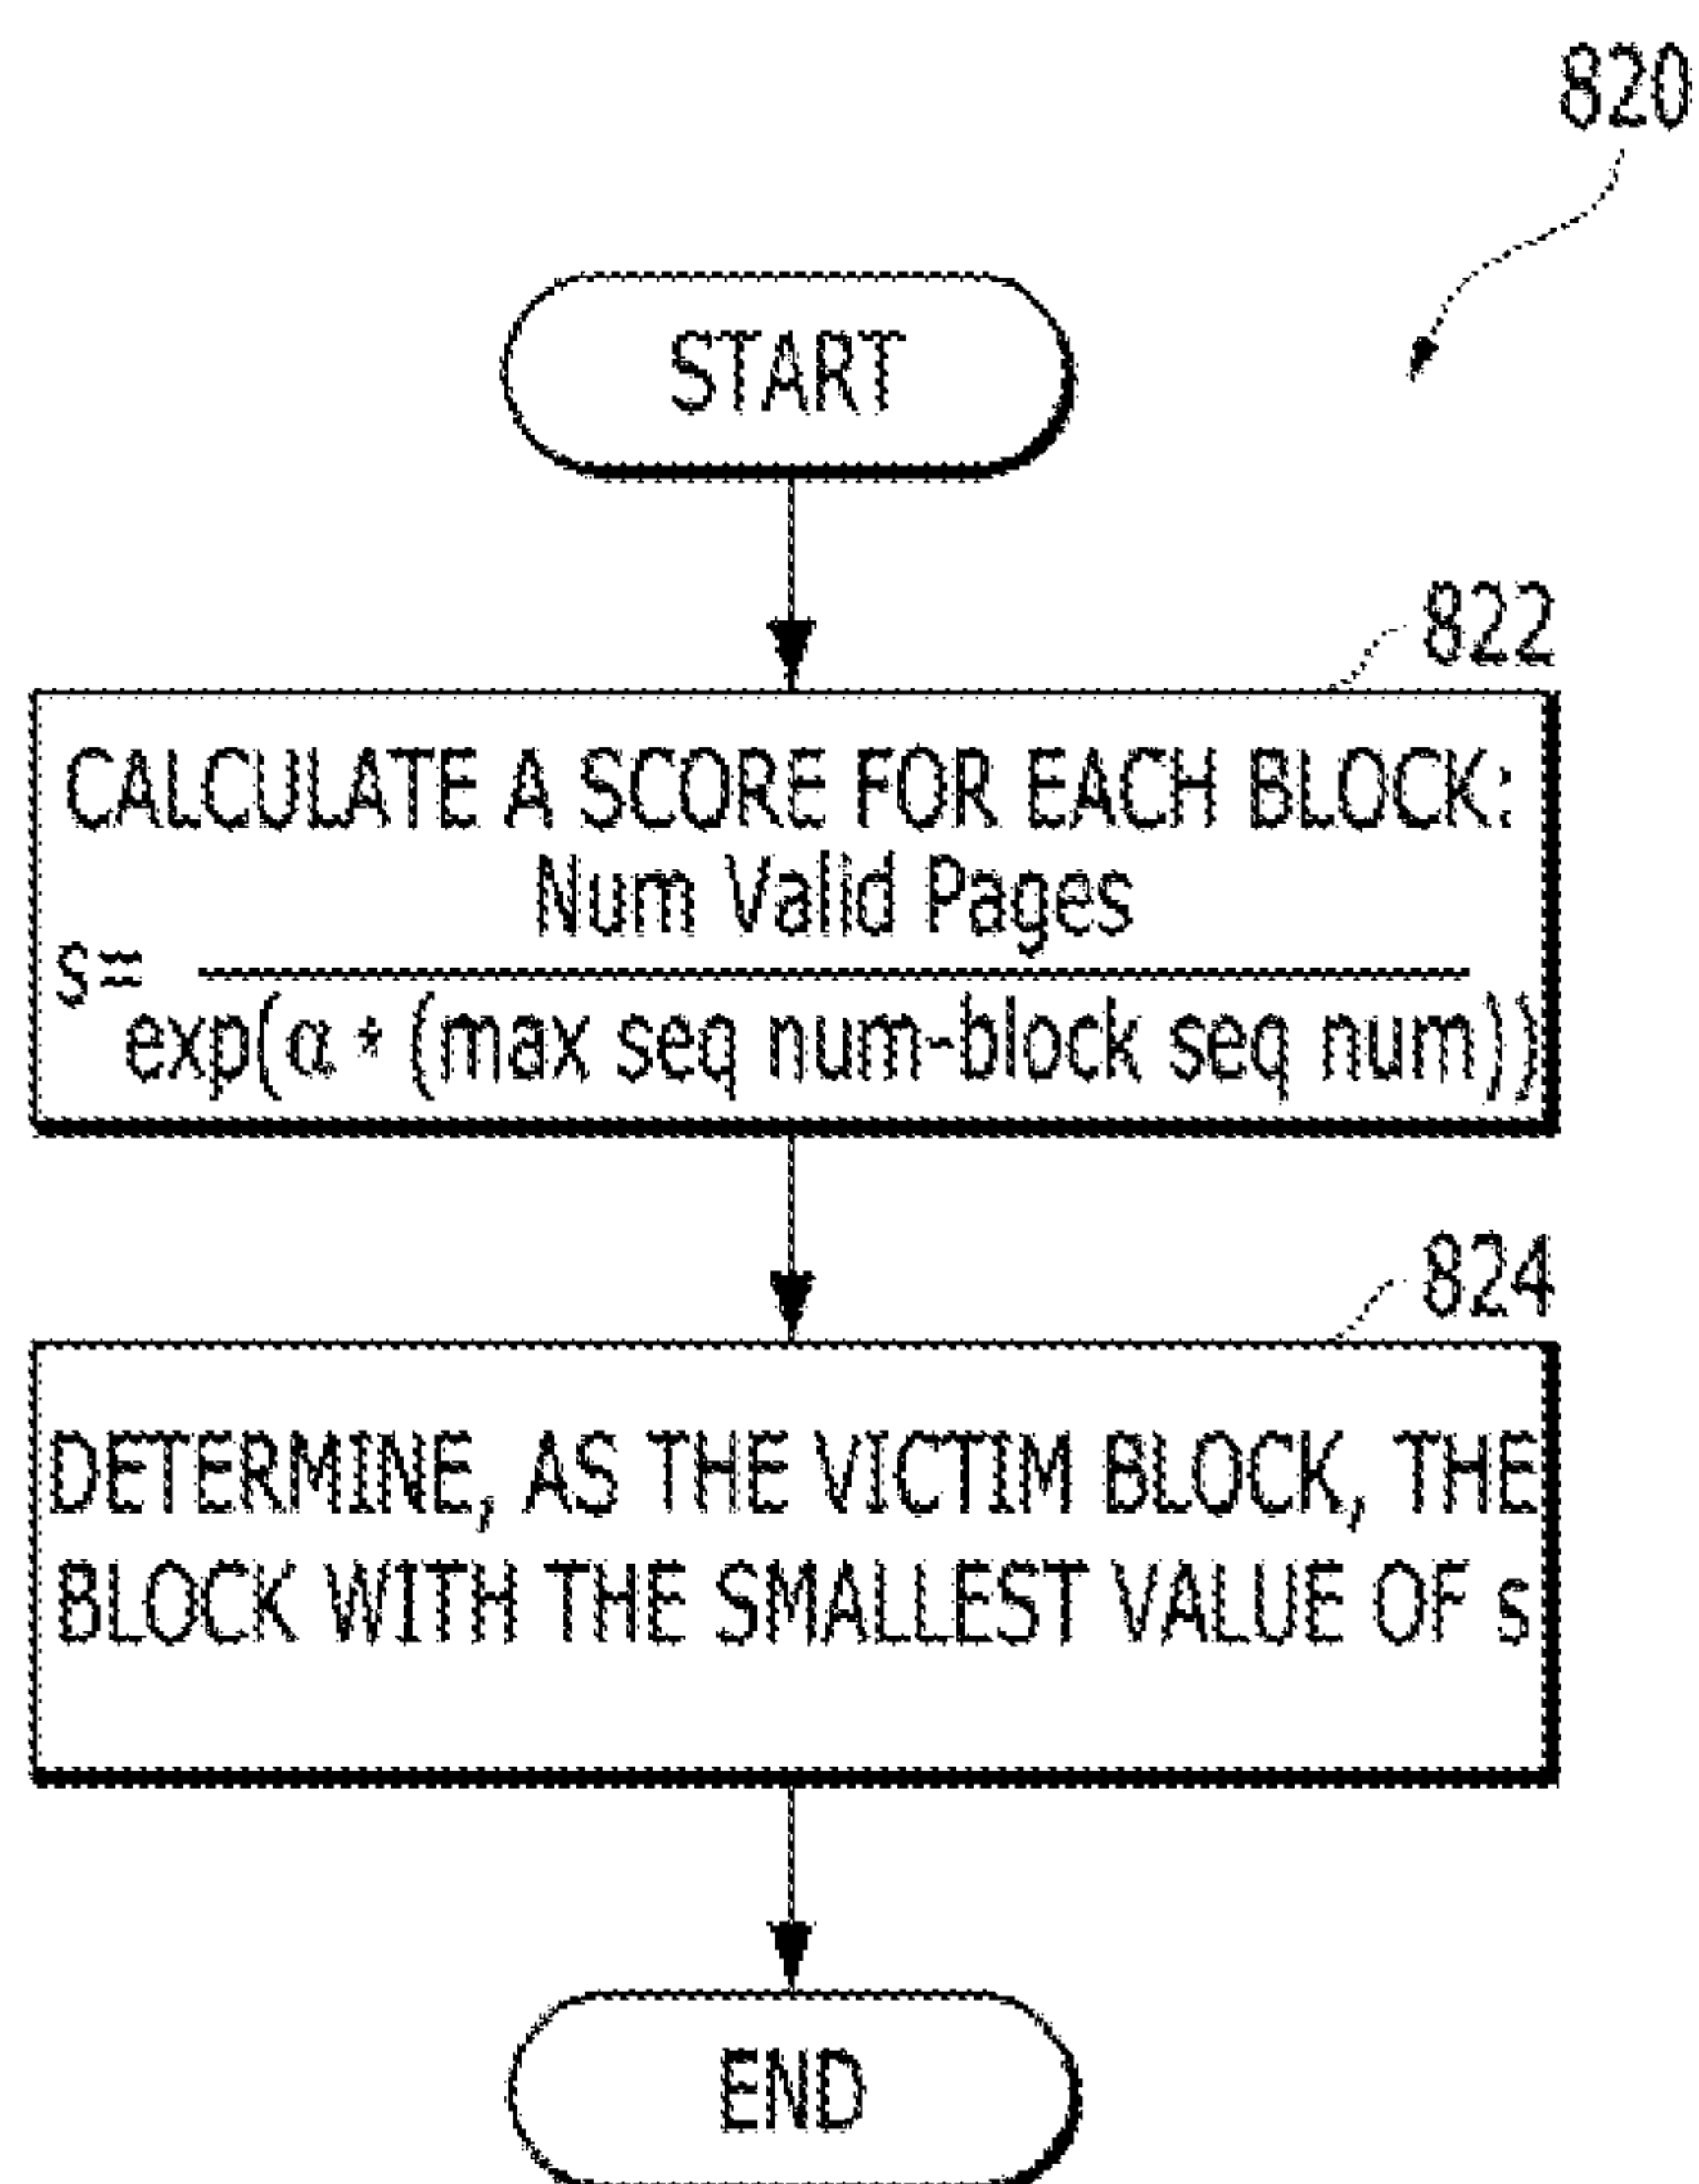 820
START
822
CALCULATE A SCORE FOR EACH BLOCK:
Num Valid Pages
s=
exp(α * (max seq num-block seq num))
824
DETERMINE, AS THE VICTIM BLOCK, THE
BLOCK WITH THE SMALLEST VALUE OF s
END